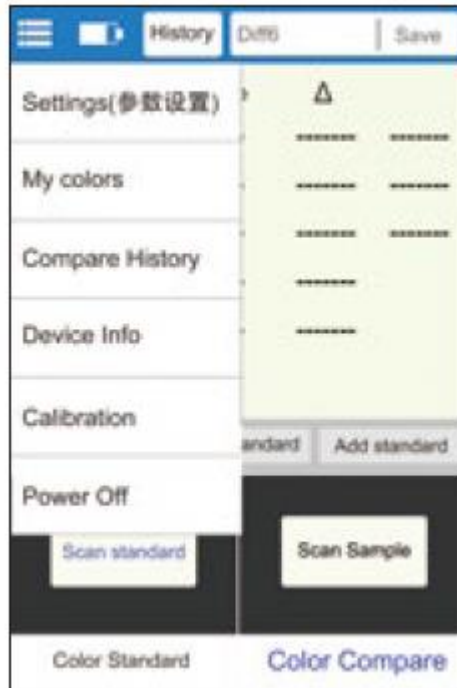 History Diff6 Save
Settings(参数设置)
Δ
My colors
Compare History
Device Info
Calibration
andard Add standard
Power Off
Scan standard Scan Sample
Color Standard Color Compare